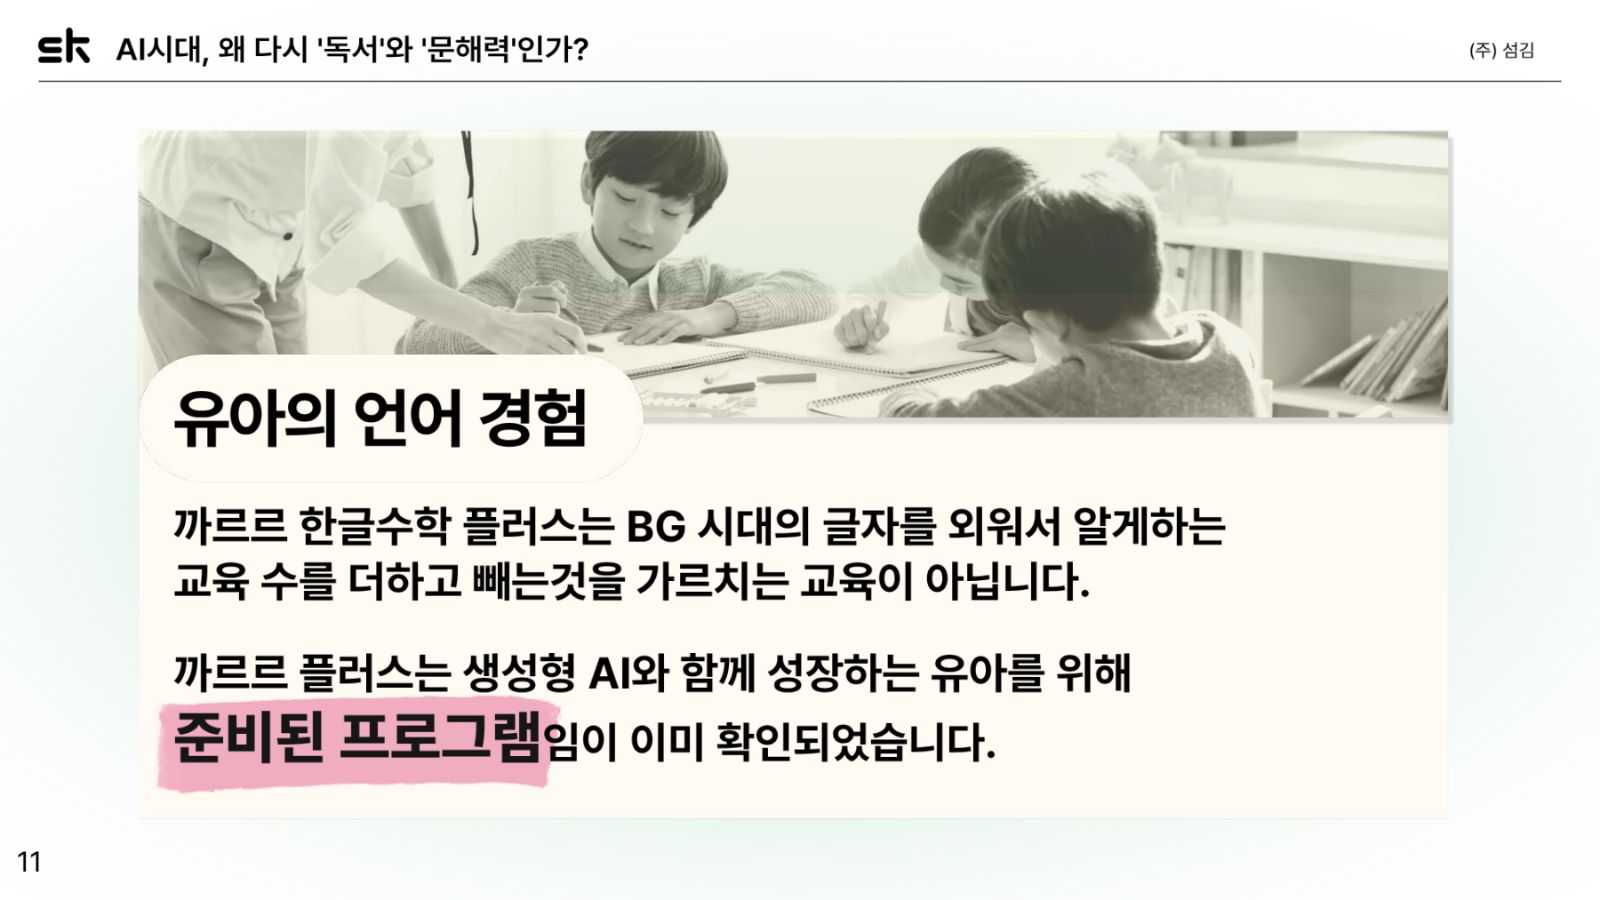 sk AI시대, 왜 다시 '독서'와 '문해력'인가?
(주) 섬김
유아의 언어 경험
까르르 한글수학 플러스는 BG 시대의 글자를 외워서 알게하는
교육 수를 더하고 빼는것을 가르치는 교육이 아닙니다.
까르르 플러스는 생성형 AI와 함께 성장하는 유아를 위해
준비된 프로그램임이 이미 확인되었습니다.
11